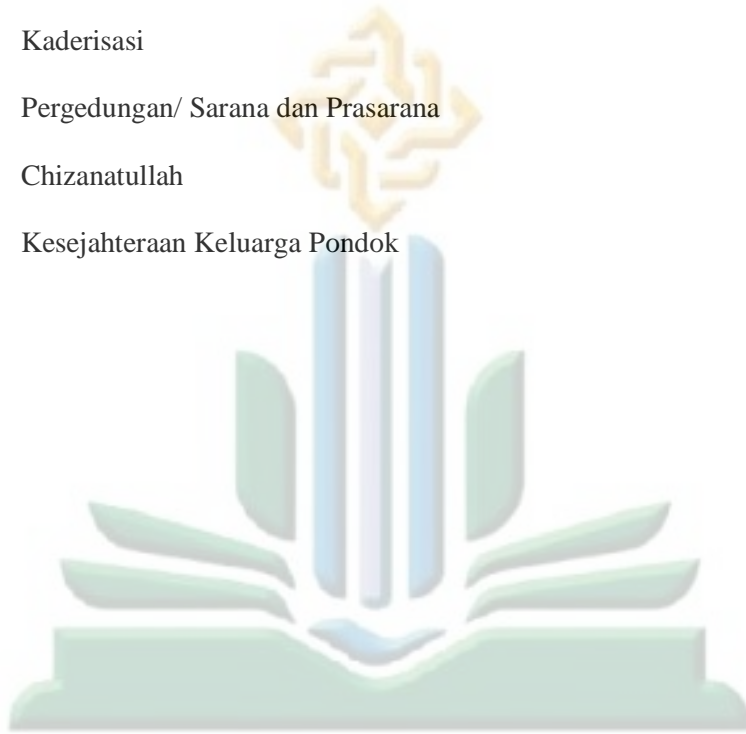 Kaderisasi
Pergedungan/ Sarana dan Prasarana
Chizanatullah
Kesejahteraan Keluarga Pondok